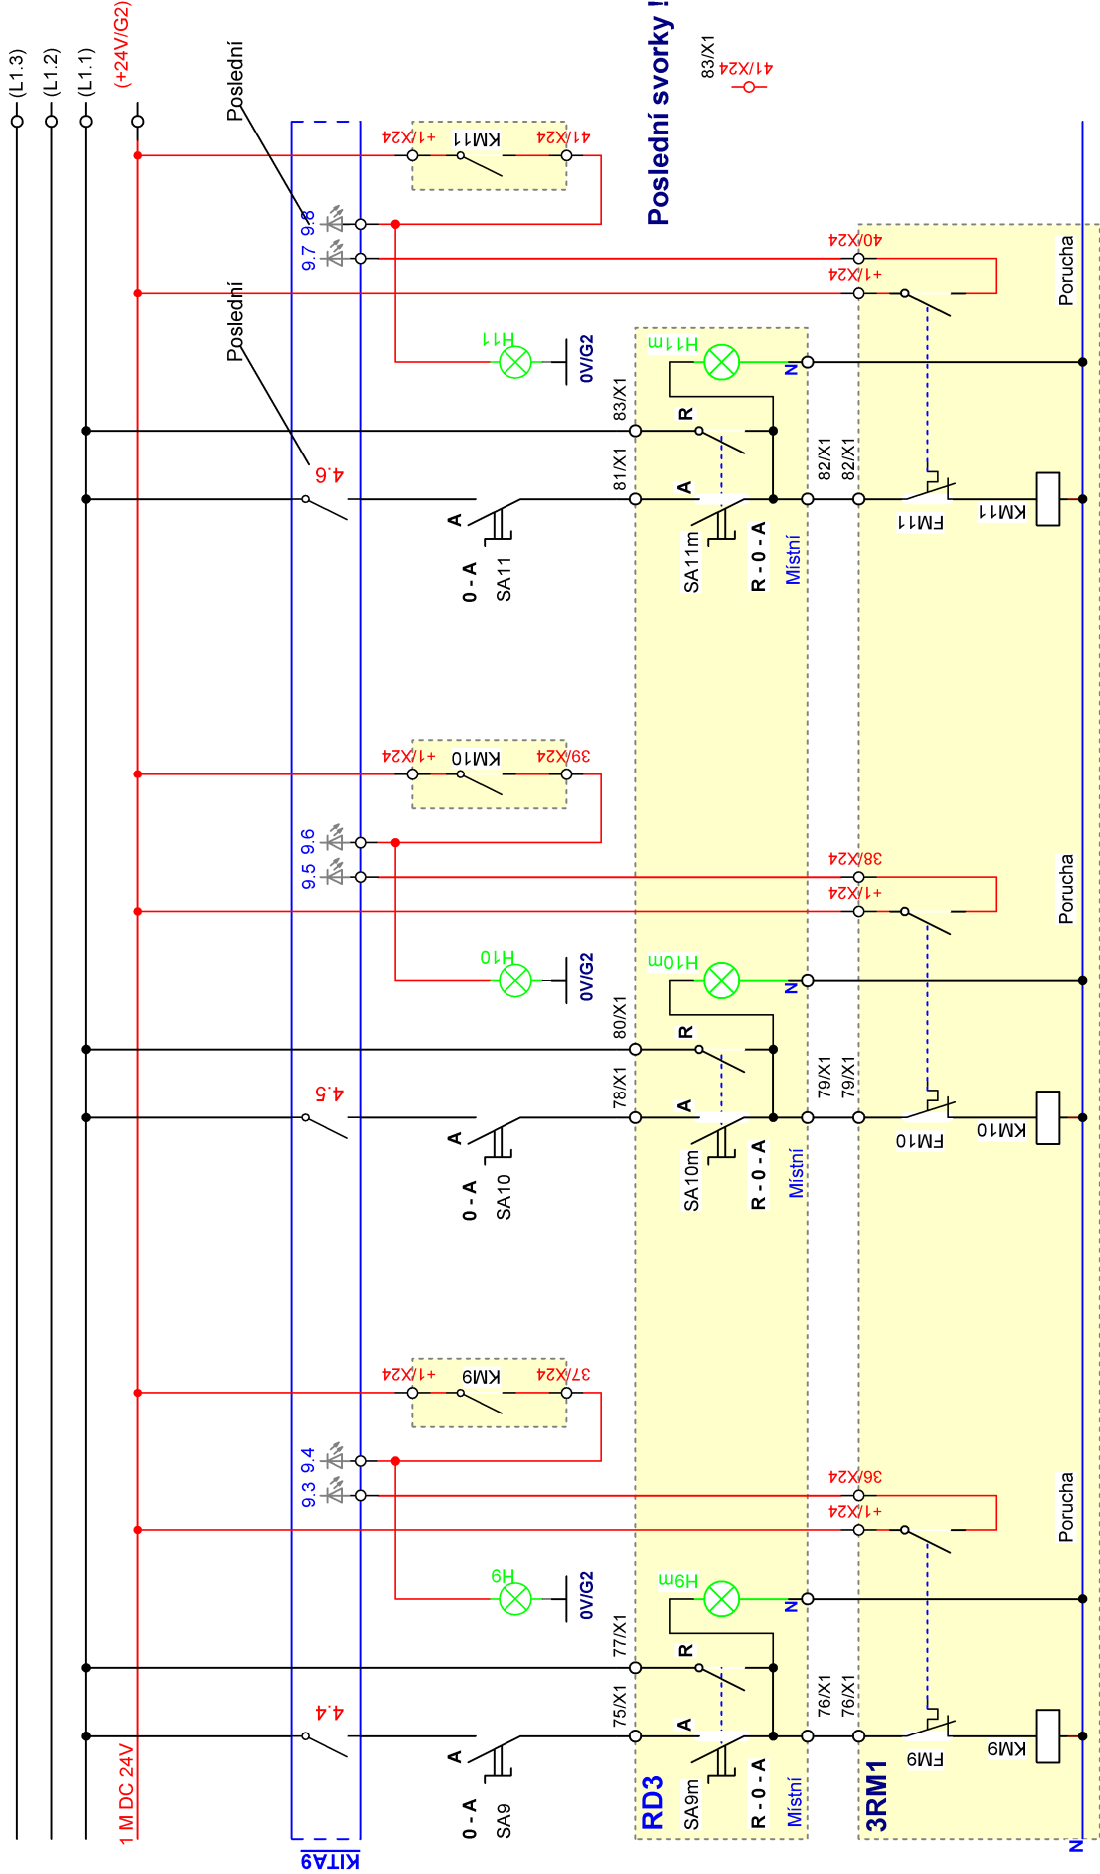 (L1.3)
(L1.2)
(L1.1)
(+24V/G2)
1 M DC 24V
KITA9
Poslední
Poslední
4.4
9.3
9.4
4.5
9.5
9.6
4.6
9.7
9.8
+1/X24
KM9
37/X24
+1/X24
KM10
39/X24
+1/X24
KM11
41/X24
A
0 - A
SA9
H9
0V/G2
A
0 - A
SA10
H10
0V/G2
A
0 - A
SA11
H11
0V/G2
75/X1
77/X1
78/X1
80/X1
81/X1
83/X1
RD3
SA9m
A
R
H9m
R - 0 - A
Místní
N
SA10m
A
R
H10m
R - 0 - A
Místní
N
SA11m
A
R
H11m
R - 0 - A
Místní
N
76/X1
76/X1
79/X1
79/X1
82/X1
82/X1
3RM1
+1/X24
36/X24
FM9
KM9
Porucha
+1/X24
38/X24
FM10
KM10
Porucha
+1/X24
40/X24
FM11
KM11
Porucha
N
Poslední svorky !
83/X1
41/X24